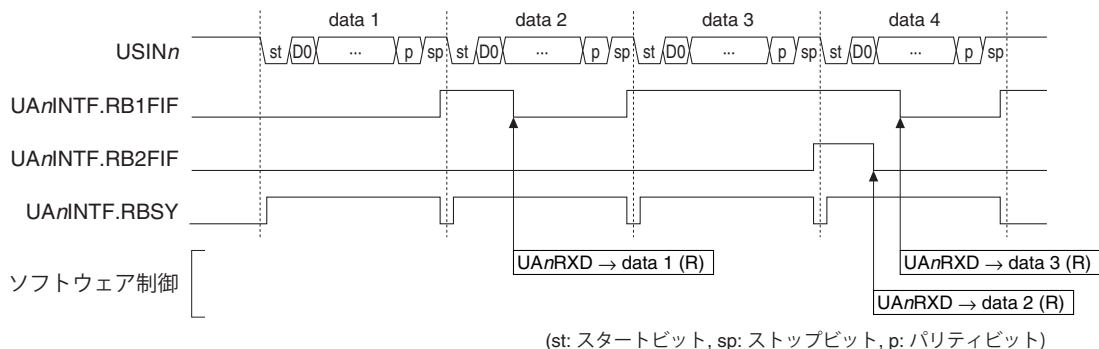 data 1 data 2 data 3 data 4
USINn st D0 ... p sp st D0 ... p sp st D0 ... p sp st D0 ... p sp
UAnINTF.RB1FIF
UAnINTF.RB2FIF
UAnINTF.RBSY
ソフトウェア制御
UAnRXD → data 1 (R) UAnRXD → data 3 (R)
UAnRXD → data 2 (R)
(st: スタートビット, sp: ストップビット, p: パリティビット)